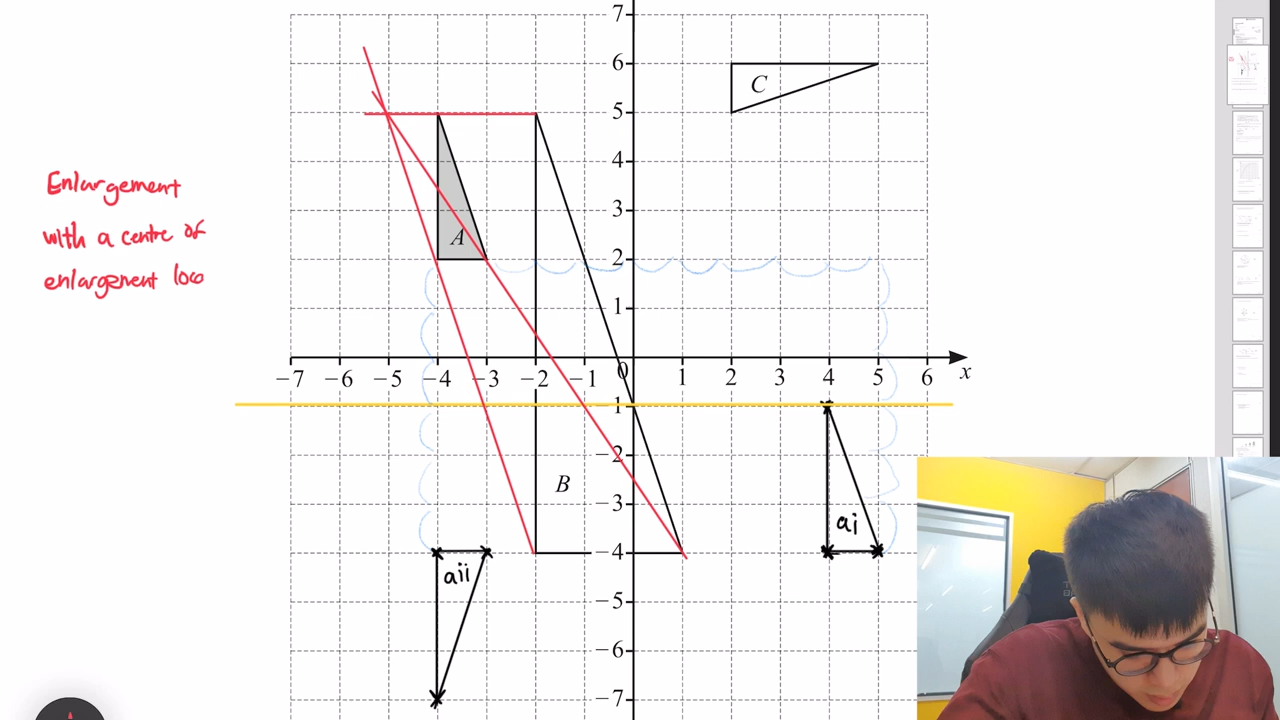 7
6
C
5
4
Enlargement
3
with a centre of
A
2
enlargement loca
1
−7 −6 −5 −4 −3 −2 −1 0 1 2 3 4 5 6 x
−1
−2
B
−3
ai
−4
aii
−5
−6
−7